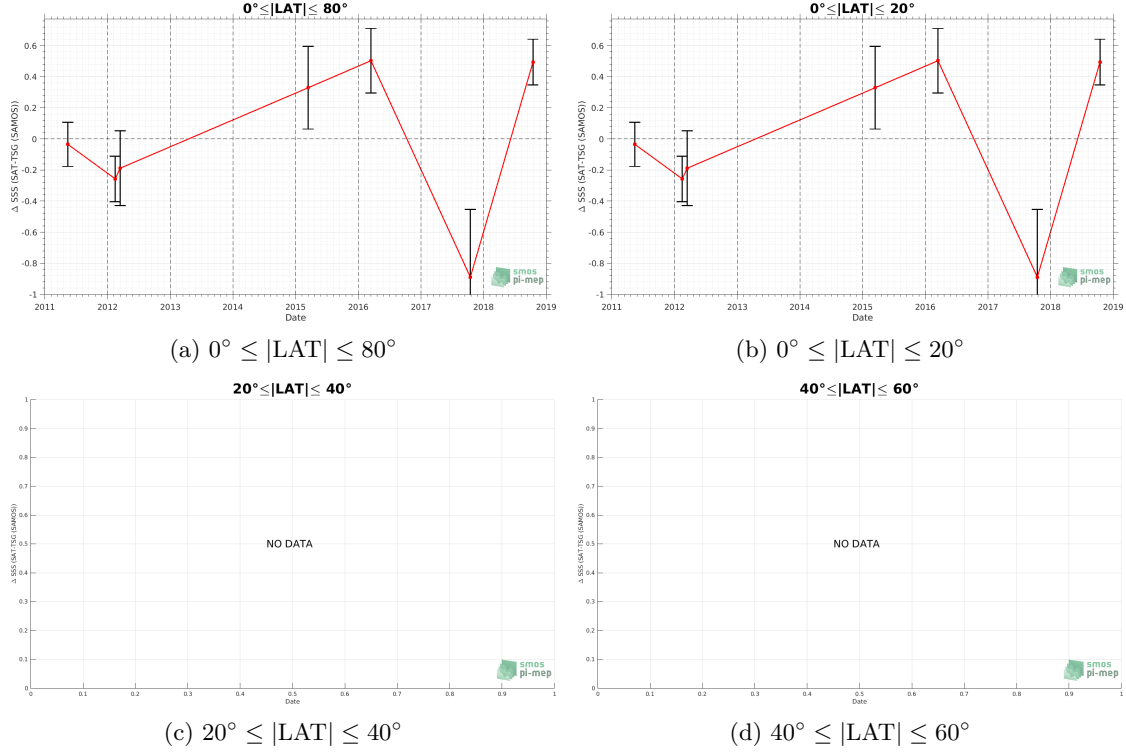 0°≤|LAT|≤ 80°
0.6
0.4
0.2
0
-0.2
-0.4
-0.6
-0.8
-1
Δ SSS (SAT-TSG (SAMOS))
2011 2012 2013 2014 2015 2016 2017 2018 2019
Date
smos
pi-mep
(a) 0° ≤ |LAT| ≤ 80°
0°≤|LAT|≤ 20°
0.6
0.4
0.2
0
-0.2
-0.4
-0.6
-0.8
-1
Δ SSS (SAT-TSG (SAMOS))
2011 2012 2013 2014 2015 2016 2017 2018 2019
Date
smos
pi-mep
(b) 0° ≤ |LAT| ≤ 20°
20°≤|LAT|≤ 40°
1
0.9
0.8
0.7
0.6
0.5
0.4
0.3
0.2
0.1
0
Δ SSS (SAT-TSG (SAMOS))
NO DATA
0 0.1 0.2 0.3 0.4 0.5 0.6 0.7 0.8 0.9 1
Date
smos
pi-mep
(c) 20° ≤ |LAT| ≤ 40°
40°≤|LAT|≤ 60°
1
0.9
0.8
0.7
0.6
0.5
0.4
0.3
0.2
0.1
0
Δ SSS (SAT-TSG (SAMOS))
NO DATA
0 0.1 0.2 0.3 0.4 0.5 0.6 0.7 0.8 0.9 1
Date
smos
pi-mep
(d) 40° ≤ |LAT| ≤ 60°